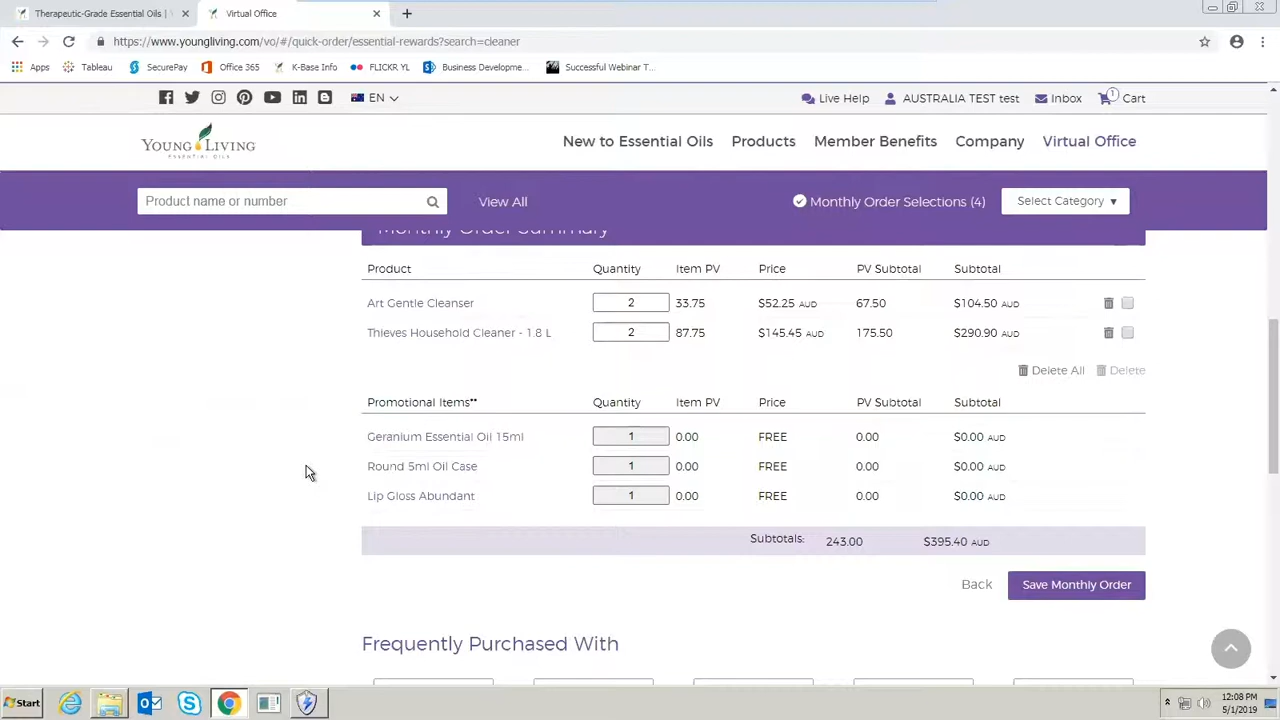 Therapeutic-Grade Essential Oils |
Virtual Office
https://www.youngliving.com/vo/#/quick-order/essential-rewards?search=cleaner
Apps Tableau SecurePay Office 365 K-Base Info FLICKR YL Business Developme... Successful Webinar T...
EN Live Help AUSTRALIA TEST test Inbox 1 Cart
YOUNG LIVING
ESSENTIAL OILS
New to Essential Oils Products Member Benefits Company Virtual Office
Product name or number View All Monthly Order Selections (4) Select Category ▼
Monthly Order Summary
Product Quantity Item PV Price PV Subtotal Subtotal
Art Gentle Cleanser 2 33.75 $52.25 AUD 67.50 $104.50 AUD
Thieves Household Cleaner - 1.8 L 2 87.75 $145.45 AUD 175.50 $290.90 AUD
Delete All Delete
Promotional Items** Quantity Item PV Price PV Subtotal Subtotal
Geranium Essential Oil 15ml 1 0.00 FREE 0.00 $0.00 AUD
Round 5ml Oil Case 1 0.00 FREE 0.00 $0.00 AUD
Lip Gloss Abundant 1 0.00 FREE 0.00 $0.00 AUD
Subtotals: 243.00 $395.40 AUD
Back Save Monthly Order
Frequently Purchased With
Start
12:08 PM
5/1/2019